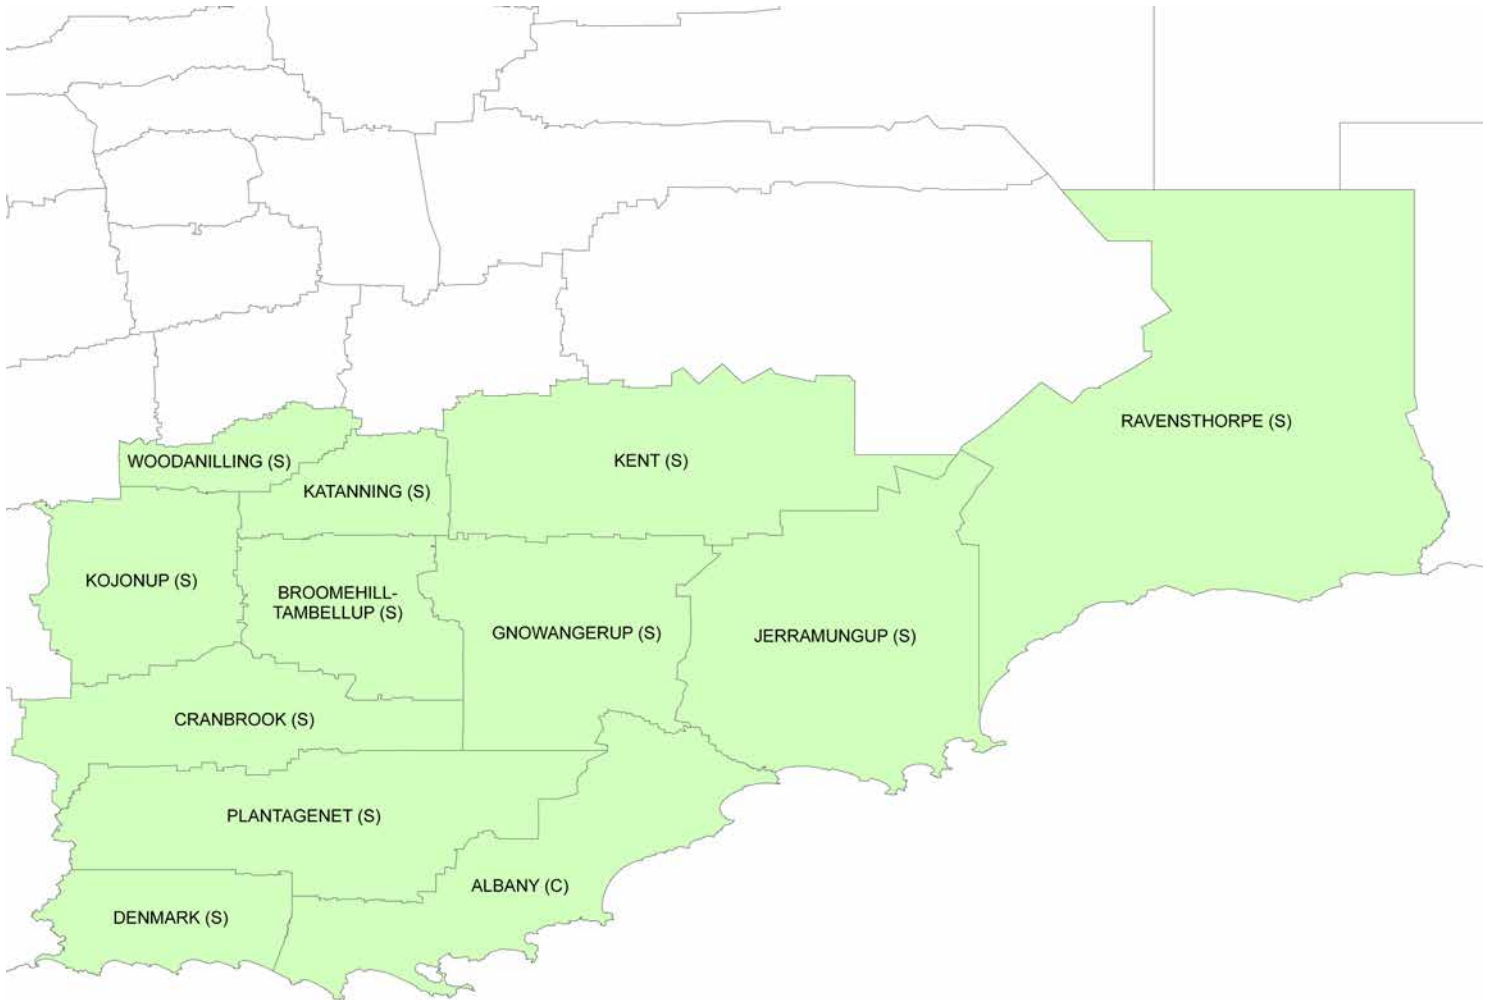 RAVENSTHORPE (S)
WOODANILLING (S)
KENT (S)
KATANNING (S)
KOJONUP (S)
BROOMEHILL-
TAMBELLUP (S)
GNOWANGERUP (S)
JERRAMUNGUP (S)
CRANBROOK (S)
PLANTAGENET (S)
ALBANY (C)
DENMARK (S)